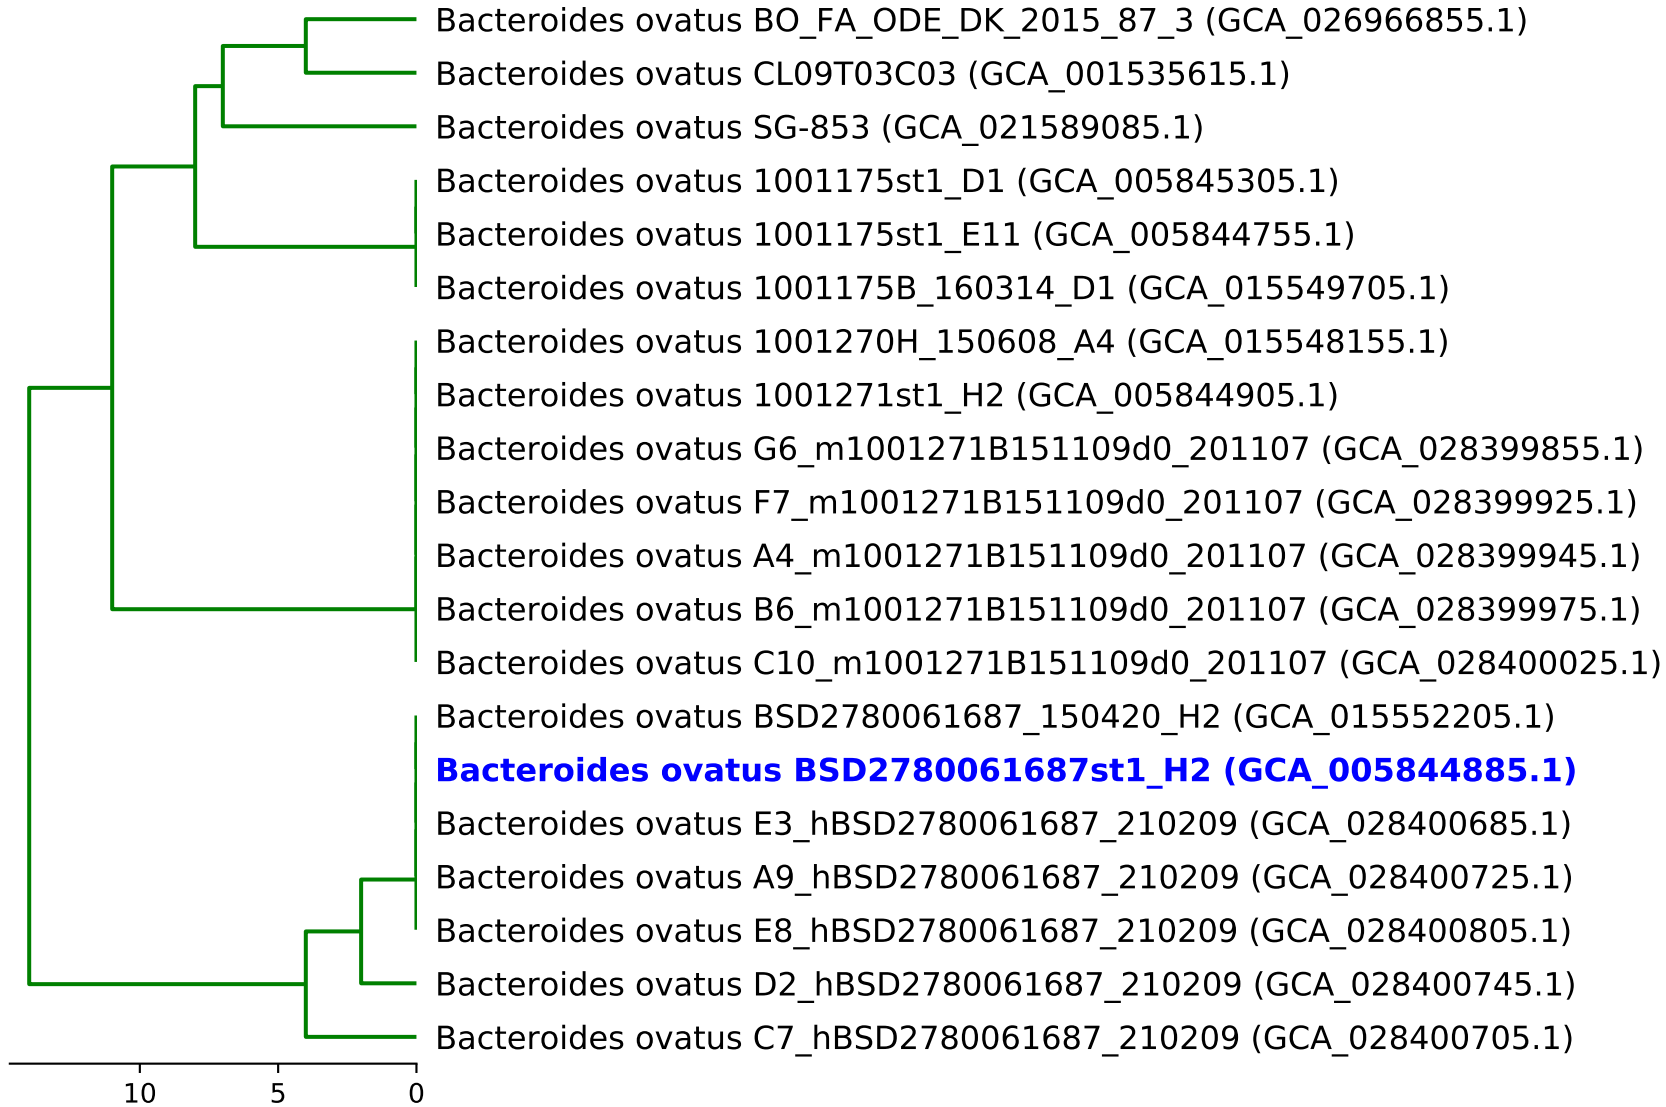 Bacteroides ovatus BO_FA_ODE_DK_2015_87_3 (GCA_026966855.1)
Bacteroides ovatus CL09T03C03 (GCA_001535615.1)
Bacteroides ovatus SG-853 (GCA_021589085.1)
Bacteroides ovatus 1001175st1_D1 (GCA_005845305.1)
Bacteroides ovatus 1001175st1_E11 (GCA_005844755.1)
Bacteroides ovatus 1001175B_160314_D1 (GCA_015549705.1)
Bacteroides ovatus 1001270H_150608_A4 (GCA_015548155.1)
Bacteroides ovatus 1001271st1_H2 (GCA_005844905.1)
Bacteroides ovatus G6_m1001271B151109d0_201107 (GCA_028399855.1)
Bacteroides ovatus F7_m1001271B151109d0_201107 (GCA_028399925.1)
Bacteroides ovatus A4_m1001271B151109d0_201107 (GCA_028399945.1)
Bacteroides ovatus B6_m1001271B151109d0_201107 (GCA_028399975.1)
Bacteroides ovatus C10_m1001271B151109d0_201107 (GCA_028400025.1)
Bacteroides ovatus BSD2780061687_150420_H2 (GCA_015552205.1)
Bacteroides ovatus BSD2780061687st1_H2 (GCA_005844885.1)
Bacteroides ovatus E3_hBSD2780061687_210209 (GCA_028400685.1)
Bacteroides ovatus A9_hBSD2780061687_210209 (GCA_028400725.1)
Bacteroides ovatus E8_hBSD2780061687_210209 (GCA_028400805.1)
Bacteroides ovatus D2_hBSD2780061687_210209 (GCA_028400745.1)
Bacteroides ovatus C7_hBSD2780061687_210209 (GCA_028400705.1)
10 5 0